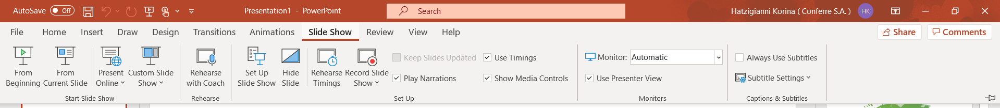 AutoSave Off Presentation1 - PowerPoint Search Hatzigianni Korina ( Conferre S.A. ) HK
File Home Insert Draw Design Transitions Animations Slide Show Review View Help Share Comments
From Beginning
From Current Slide
Present Online
Custom Slide Show
Start Slide Show
Rehearse with Coach
Rehearse
Set Up Slide Show
Hide Slide
Rehearse Timings
Record Slide Show
Keep Slides Updated
Play Narrations
Use Timings
Show Media Controls
Set Up
Monitor: Automatic
Use Presenter View
Monitors
Always Use Subtitles
Subtitle Settings
Captions & Subtitles